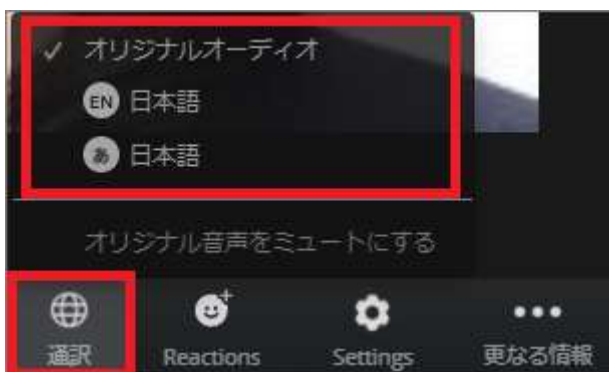 オリジナルオーディオ
EN 日本語
あ 日本語
オリジナル音声をミュートにする
通訳 Reactions Settings 更なる情報